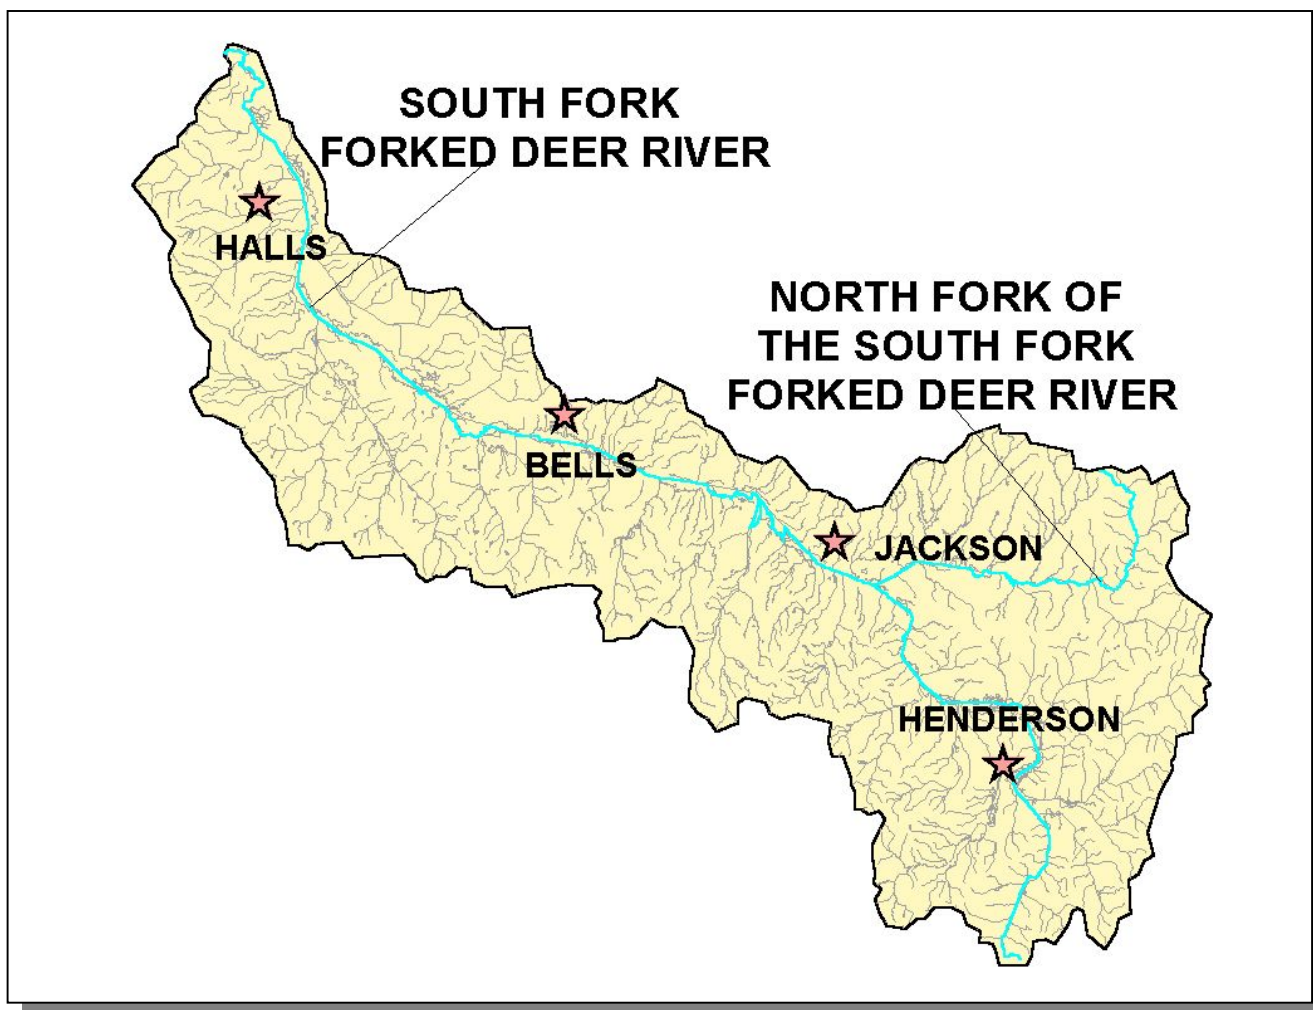 SOUTH FORK
FORKED DEER RIVER
HALLS
NORTH FORK OF
THE SOUTH FORK
FORKED DEER RIVER
BELLS
JACKSON
HENDERSON